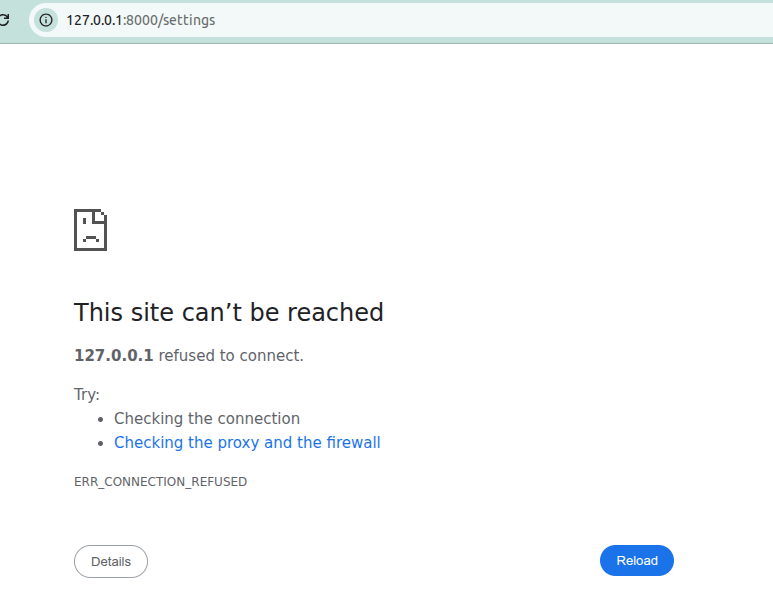 127.0.0.1:8000/settings
This site can’t be reached
127.0.0.1 refused to connect.
Try:
• Checking the connection
• Checking the proxy and the firewall
ERR_CONNECTION_REFUSED
Details
Reload